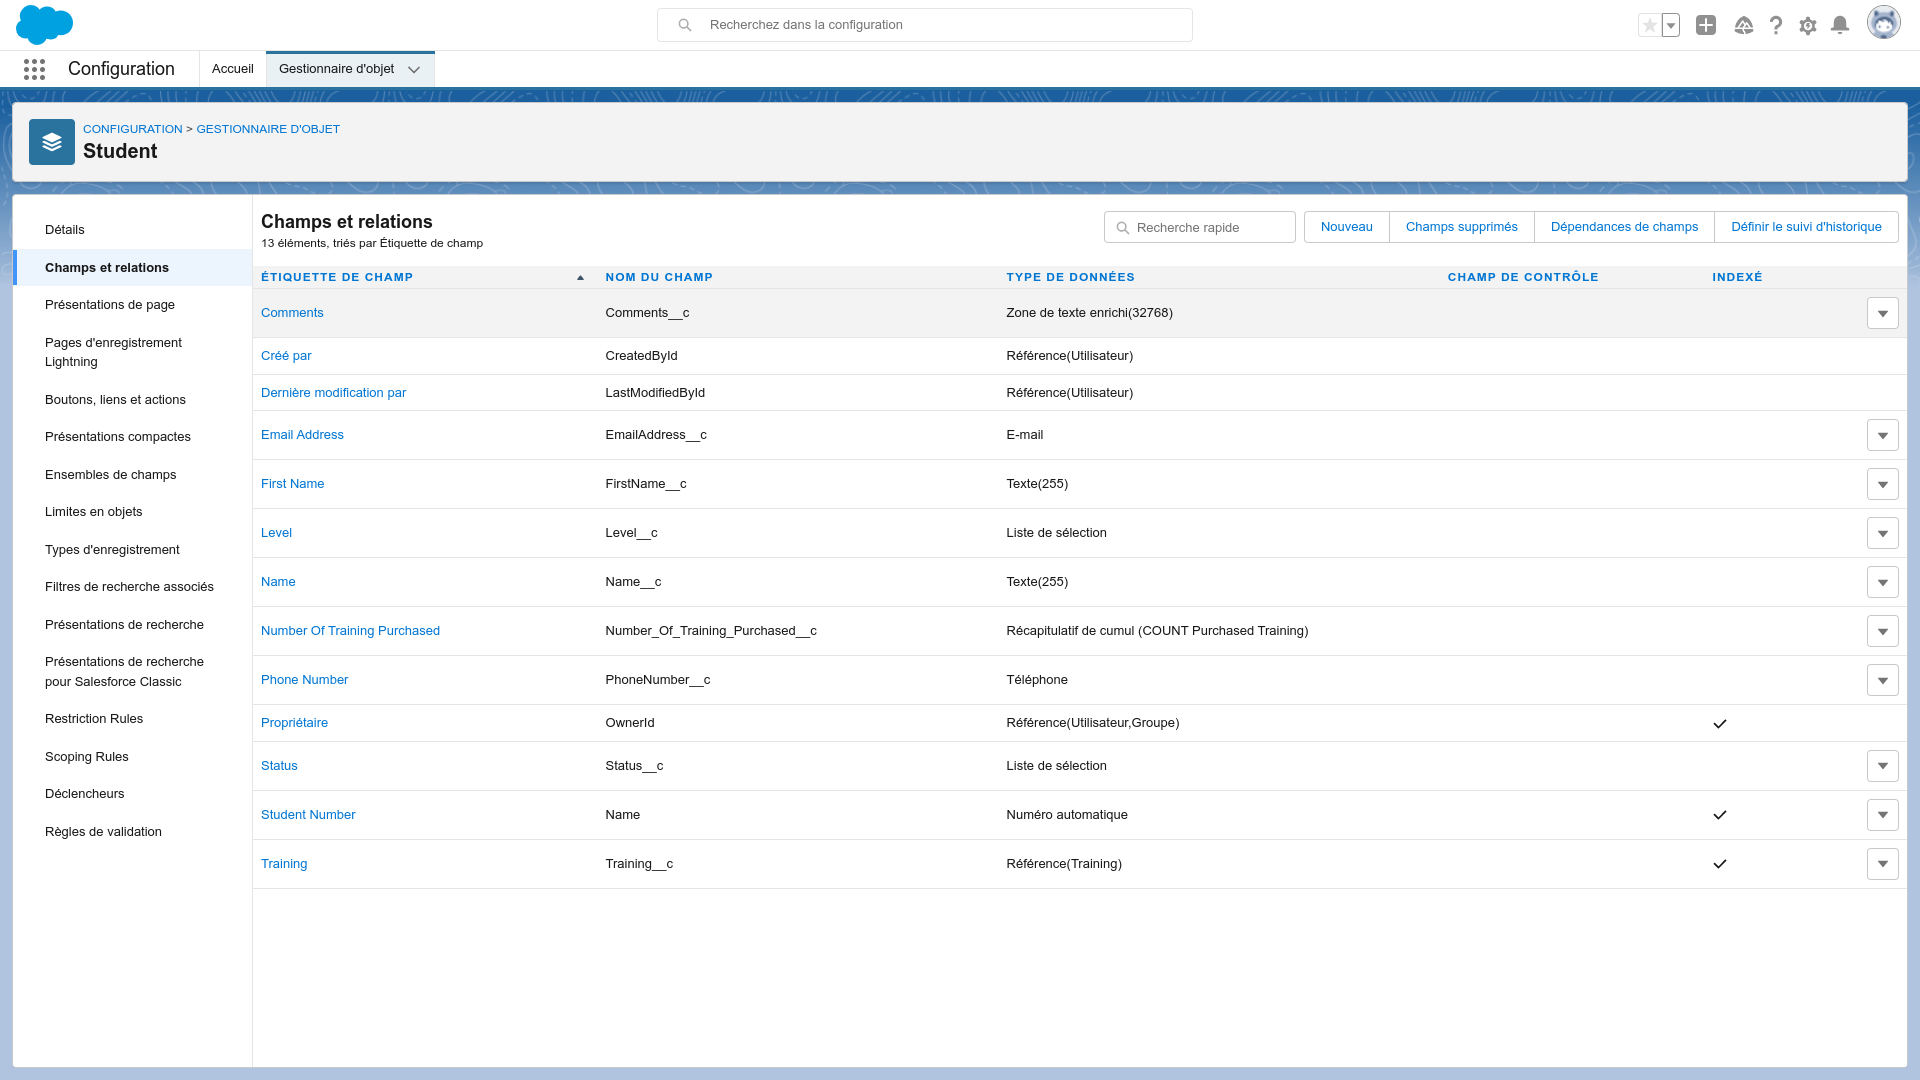 Recherchez dans la configuration
Configuration
Accueil
Gestionnaire d'objet
CONFIGURATION > GESTIONNAIRE D'OBJET
Student
Détails
Champs et relations
Présentations de page
Pages d'enregistrement
Lightning
Boutons, liens et actions
Présentations compactes
Ensembles de champs
Limites en objets
Types d'enregistrement
Filtres de recherche associés
Présentations de recherche
Présentations de recherche
pour Salesforce Classic
Restriction Rules
Scoping Rules
Déclencheurs
Règles de validation
Champs et relations
13 éléments, triés par Étiquette de champ
Recherche rapide
Nouveau
Champs supprimés
Dépendances de champs
Définir le suivi d'historique
ÉTIQUETTE DE CHAMP NOM DU CHAMP TYPE DE DONNÉES CHAMP DE CONTRÔLE INDEXÉ
Comments Comments__c Zone de texte enrichi(32768)
Créé par CreatedById Référence(Utilisateur)
Dernière modification par LastModifiedById Référence(Utilisateur)
Email Address EmailAddress__c E-mail
First Name FirstName__c Texte(255)
Level Level__c Liste de sélection
Name Name__c Texte(255)
Number Of Training Purchased Number_Of_Training_Purchased__c Récapitulatif de cumul (COUNT Purchased Training)
Phone Number PhoneNumber__c Téléphone
Propriétaire OwnerId Référence(Utilisateur,Groupe)
Status Status__c Liste de sélection
Student Number Name Numéro automatique
Training Training__c Référence(Training)